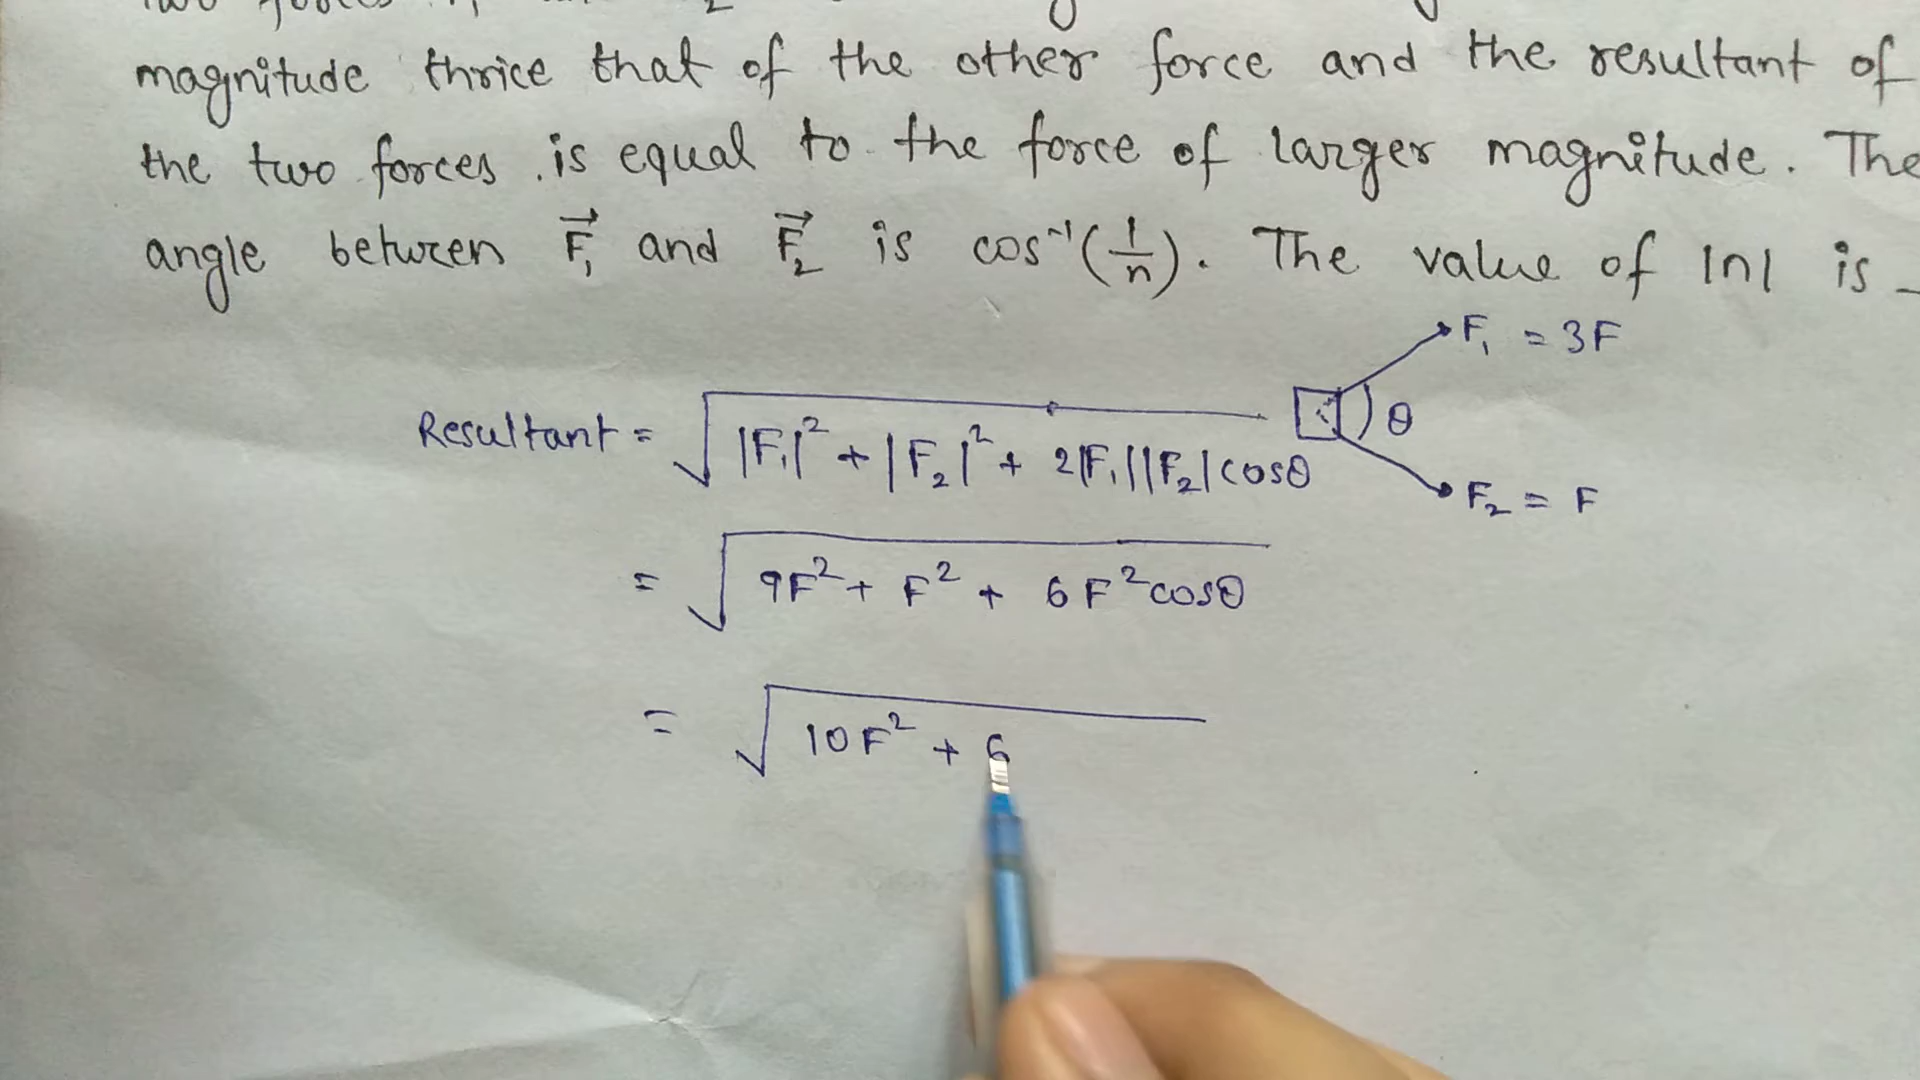 magnitude thrice that of the other force and the resultant of
the two forces is equal to the force of larger magnitude. The
angle between F⃗₁ and F⃗₂ is cos⁻¹(1/n). The value of |n| is _
F₁ = 3F
θ
F₂ = F
Resultant = √(|F₁|² + |F₂|² + 2|F₁||F₂|cosθ)
= √(9F² + F² + 6F²cosθ)
= √(10F² + 6